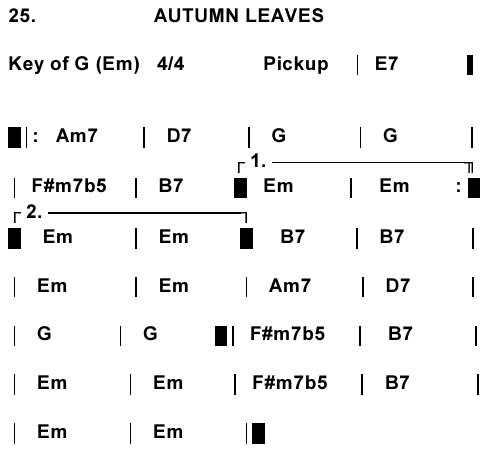 25. AUTUMN LEAVES
Key of G (Em) 4/4 Pickup | E7
|: Am7 | D7 | G | G |
1.
| F#m7b5 | B7 Em | Em :
2.
Em | Em B7 | B7 |
| Em | Em | Am7 | D7 |
| G | G | F#m7b5 | B7 |
| Em | Em | F#m7b5 | B7 |
| Em | Em |